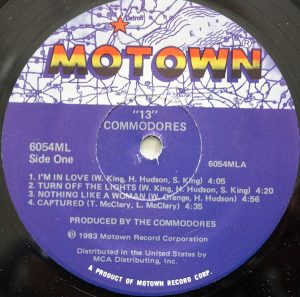 Detroit
MOTOWN
"13"
COMMODORES
6054ML
Side One
6054MLA
1. I'M IN LOVE (W. King, H. Hudson, S. King) 4:05
2. TURN OFF THE LIGHTS (W. King, H. Hudson, S. King) 4:20
3. NOTHING LIKE A WOMAN (W. Orange, H. Hudson) 3:56
4. CAPTURED (T. McClary, L. McClary) 4:35
PRODUCED BY THE COMMODORES
℗ 1983 Motown Record Corporation
Distributed in the United States by
MCA Distributing, Inc.
A PRODUCT OF MOTOWN RECORD CORP.